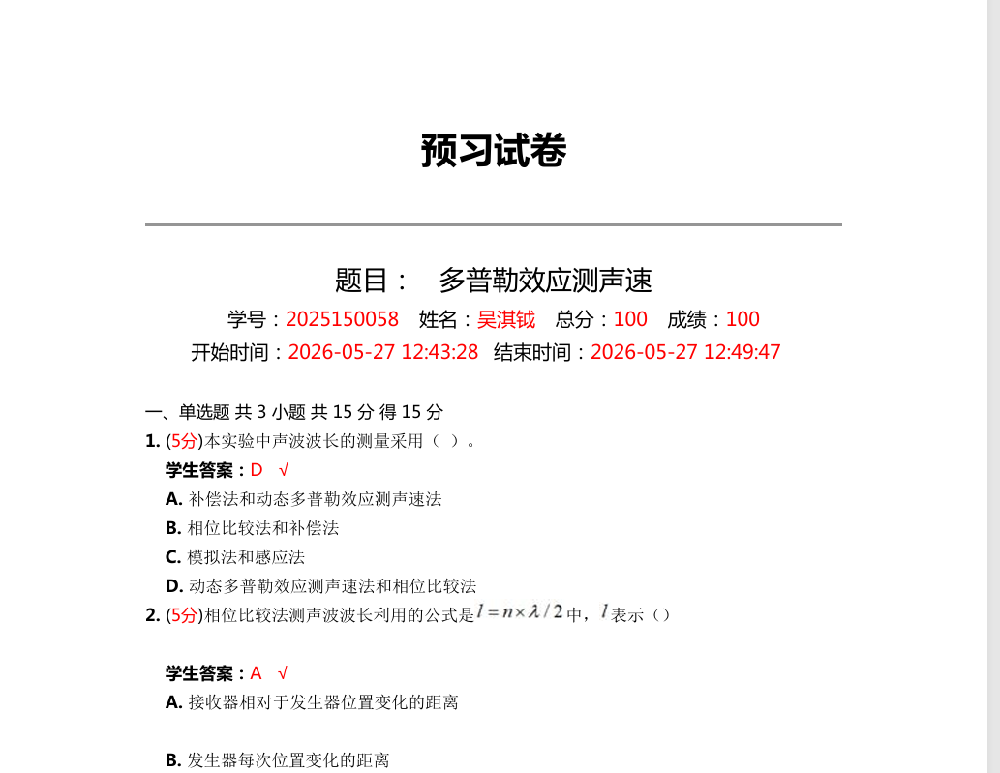 预习试卷
题目： 多普勒效应测声速
学号：2025150058 姓名：吴淇钺 总分：100 成绩：100
开始时间：2026-05-27 12:43:28 结束时间：2026-05-27 12:49:47
一、单选题 共 3 小题 共 15 分 得 15 分
1. (5分)本实验中声波波长的测量采用（ ）。
学生答案：D √
A. 补偿法和动态多普勒效应测声速法
B. 相位比较法和补偿法
C. 模拟法和感应法
D. 动态多普勒效应测声速法和相位比较法
2. (5分)相位比较法测声波波长利用的公式是l=n×λ/2中，l表示（）
学生答案：A √
A. 接收器相对于发生器位置变化的距离
B. 发生器每次位置变化的距离